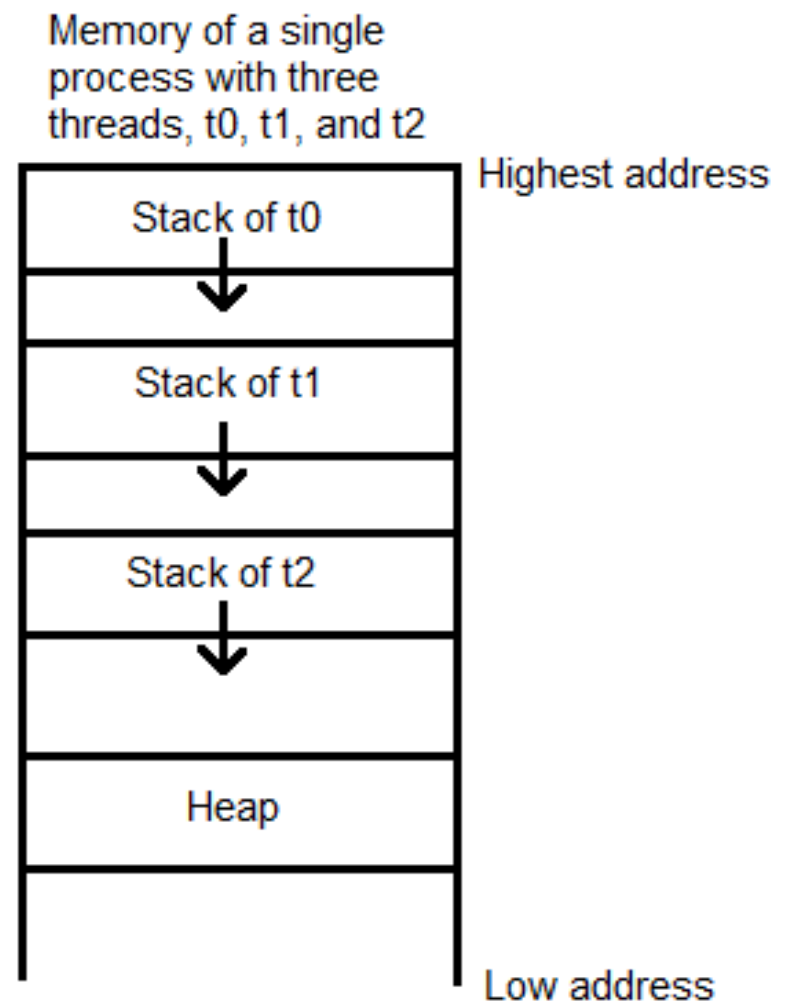 Memory of a single
process with three
threads, t0, t1, and t2
Highest address
Stack of t0
Stack of t1
Stack of t2
Heap
Low address